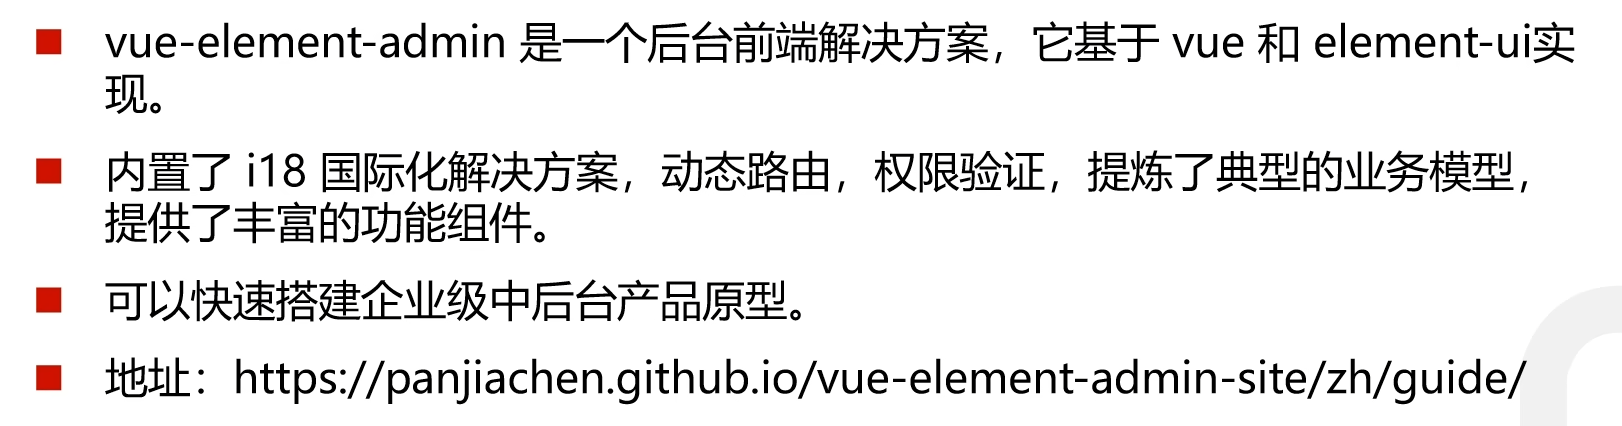 vue-element-admin 是一个后台前端解决方案，它基于 vue 和 element-ui实
现。
内置了 i18 国际化解决方案，动态路由，权限验证，提炼了典型的业务模型，
提供了丰富的功能组件。
可以快速搭建企业级中后台产品原型。
地址：https://panjiachen.github.io/vue-element-admin-site/zh/guide/